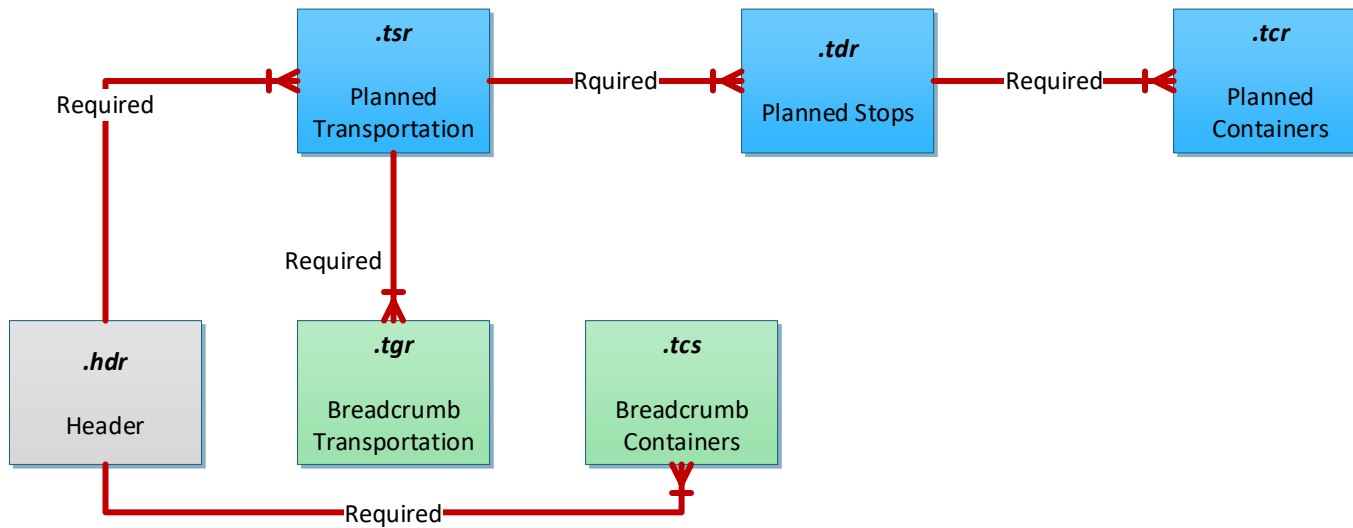 .tsr
Planned
Transportation
Rquired
.tdr
Planned Stops
Required
.tcr
Planned
Containers
Required
Required
.hdr
Header
.tgr
Breadcrumb
Transportation
.tcs
Breadcrumb
Containers
Required